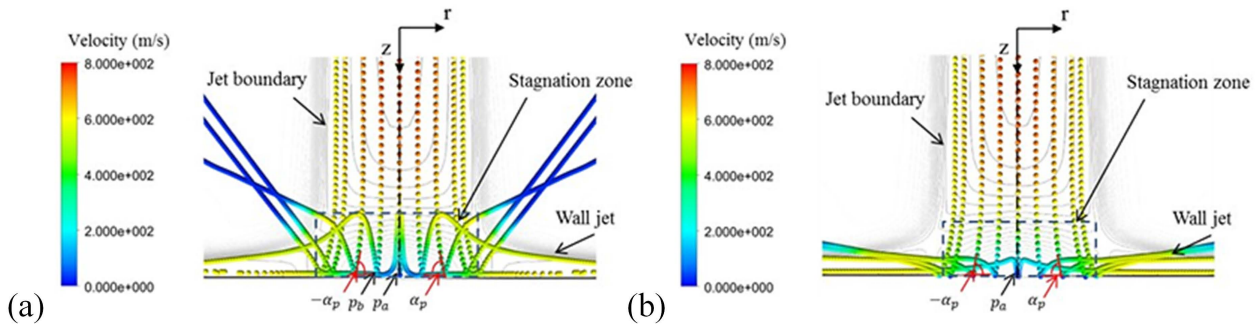 (a)
Velocity (m/s)
8.000e+002
6.000e+002
4.000e+002
2.000e+002
0.000e+000
r
z
Jet boundary
Stagnation zone
Wall jet
−αp pb pa αp
(b)
Velocity (m/s)
8.000e+002
6.000e+002
4.000e+002
2.000e+002
0.000e+000
r
z
Jet boundary
Stagnation zone
Wall jet
−αp pa αp